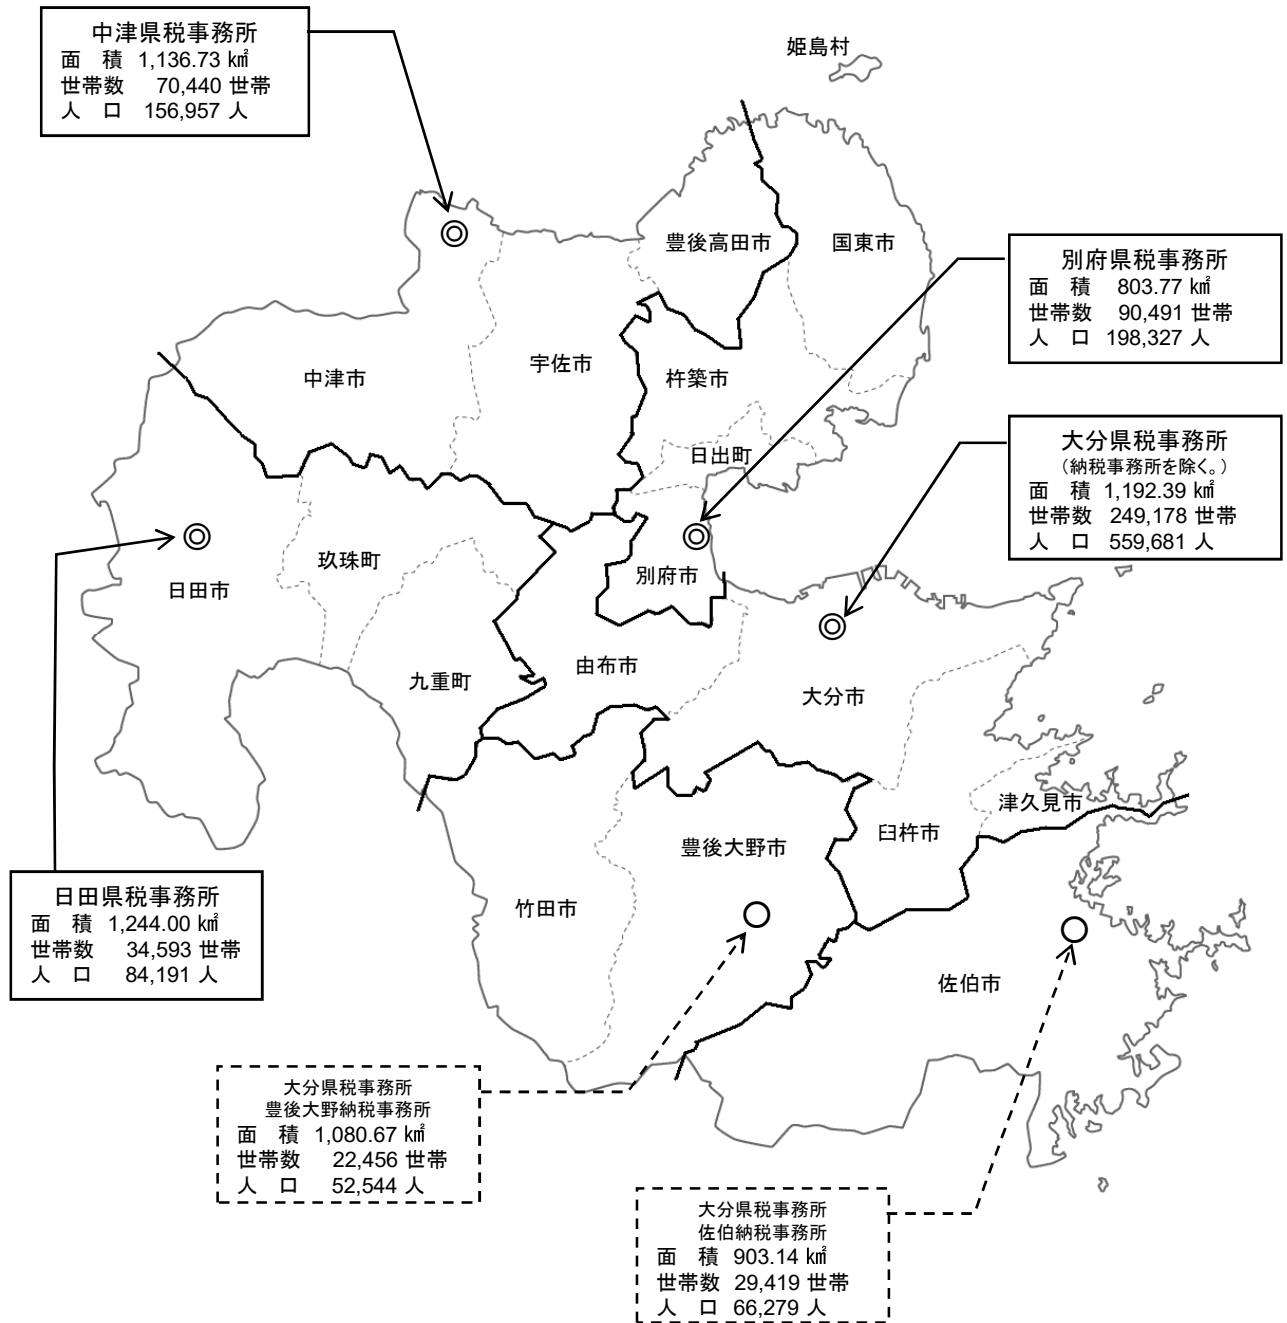 中津県税事務所
面 積 1,136.73 ㎢
世帯数 70,440 世帯
人 口 156,957 人
姫島村
豊後高田市
国東市
別府県税事務所
面 積 803.77 ㎢
世帯数 90,491 世帯
人 口 198,327 人
中津市
宇佐市
杵築市
日出町
大分県税事務所
(納税事務所を除く。)
面 積 1,192.39 ㎢
世帯数 249,178 世帯
人 口 559,681 人
日田市
玖珠町
別府市
九重町
由布市
大分市
津久見市
臼杵市
豊後大野市
竹田市
佐伯市
日田県税事務所
面 積 1,244.00 ㎢
世帯数 34,593 世帯
人 口 84,191 人
大分県税事務所
豊後大野納税事務所
面 積 1,080.67 ㎢
世帯数 22,456 世帯
人 口 52,544 人
大分県税事務所
佐伯納税事務所
面 積 903.14 ㎢
世帯数 29,419 世帯
人 口 66,279 人